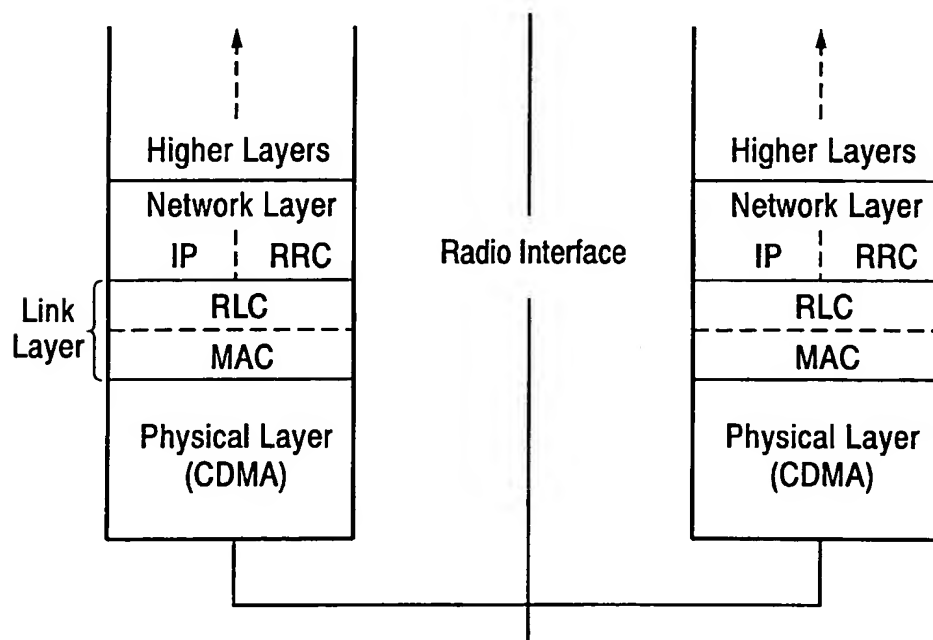 Higher Layers
Network Layer
IP RRC
Link
Layer
RLC
MAC
Physical Layer
(CDMA)
Radio Interface
Higher Layers
Network Layer
IP RRC
RLC
MAC
Physical Layer
(CDMA)